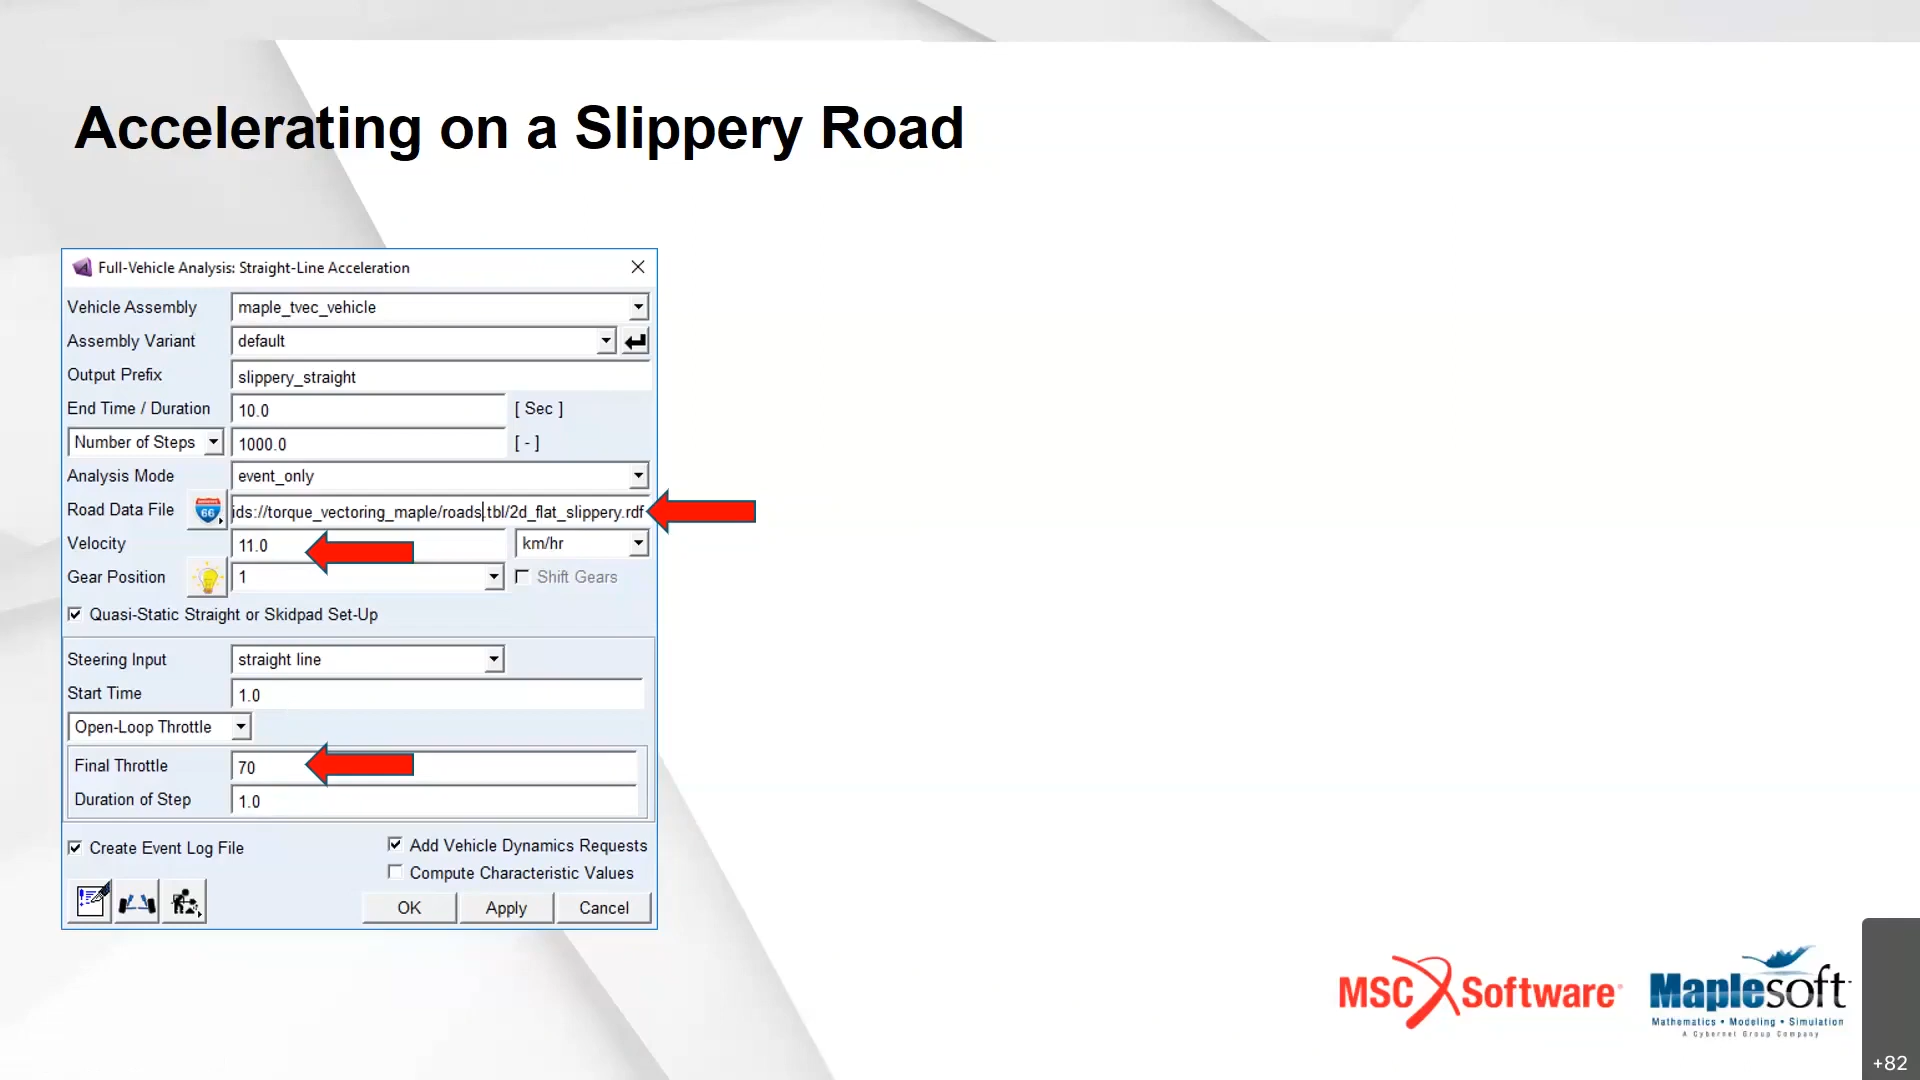 Accelerating on a Slippery Road
Full-Vehicle Analysis: Straight-Line Acceleration
Vehicle Assembly maple_tvec_vehicle
Assembly Variant default
Output Prefix slippery_straight
End Time / Duration 10.0 [ Sec ]
Number of Steps 1000.0 [ - ]
Analysis Mode event_only
Road Data File 66 ids://torque_vectoring_maple/roads.tbl/2d_flat_slippery.rdf
Velocity 11.0 km/hr
Gear Position 1 Shift Gears
Quasi-Static Straight or Skidpad Set-Up
Steering Input straight line
Start Time 1.0
Open-Loop Throttle
Final Throttle 70
Duration of Step 1.0
Create Event Log File Add Vehicle Dynamics Requests
Compute Characteristic Values
OK Apply Cancel
MSC Software Maplesoft
Mathematics • Modeling • Simulation
A Cybernet Group Company
+82